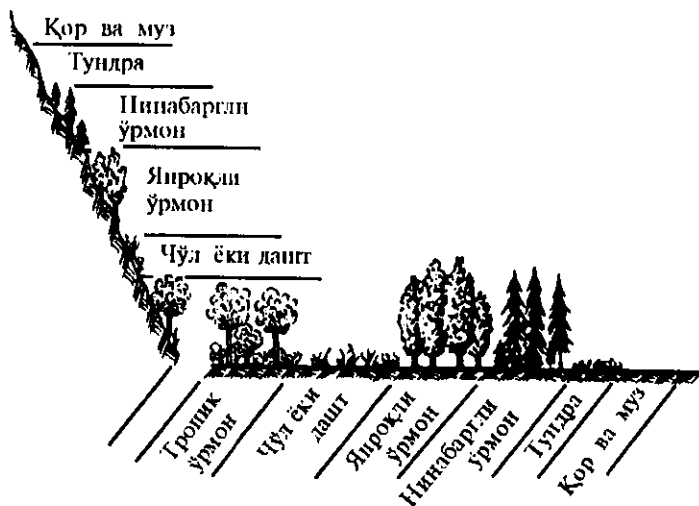 Қор ва муз
Тундра
Нинабаргли
ўрмон
Япроқли
ўрмон
Чўл ёки дашт
Тропик
ўрмон
Чўл ёки
дашт
Япроқли
ўрмон
Нинабаргли
ўрмон
Тундра
Қор ва муз